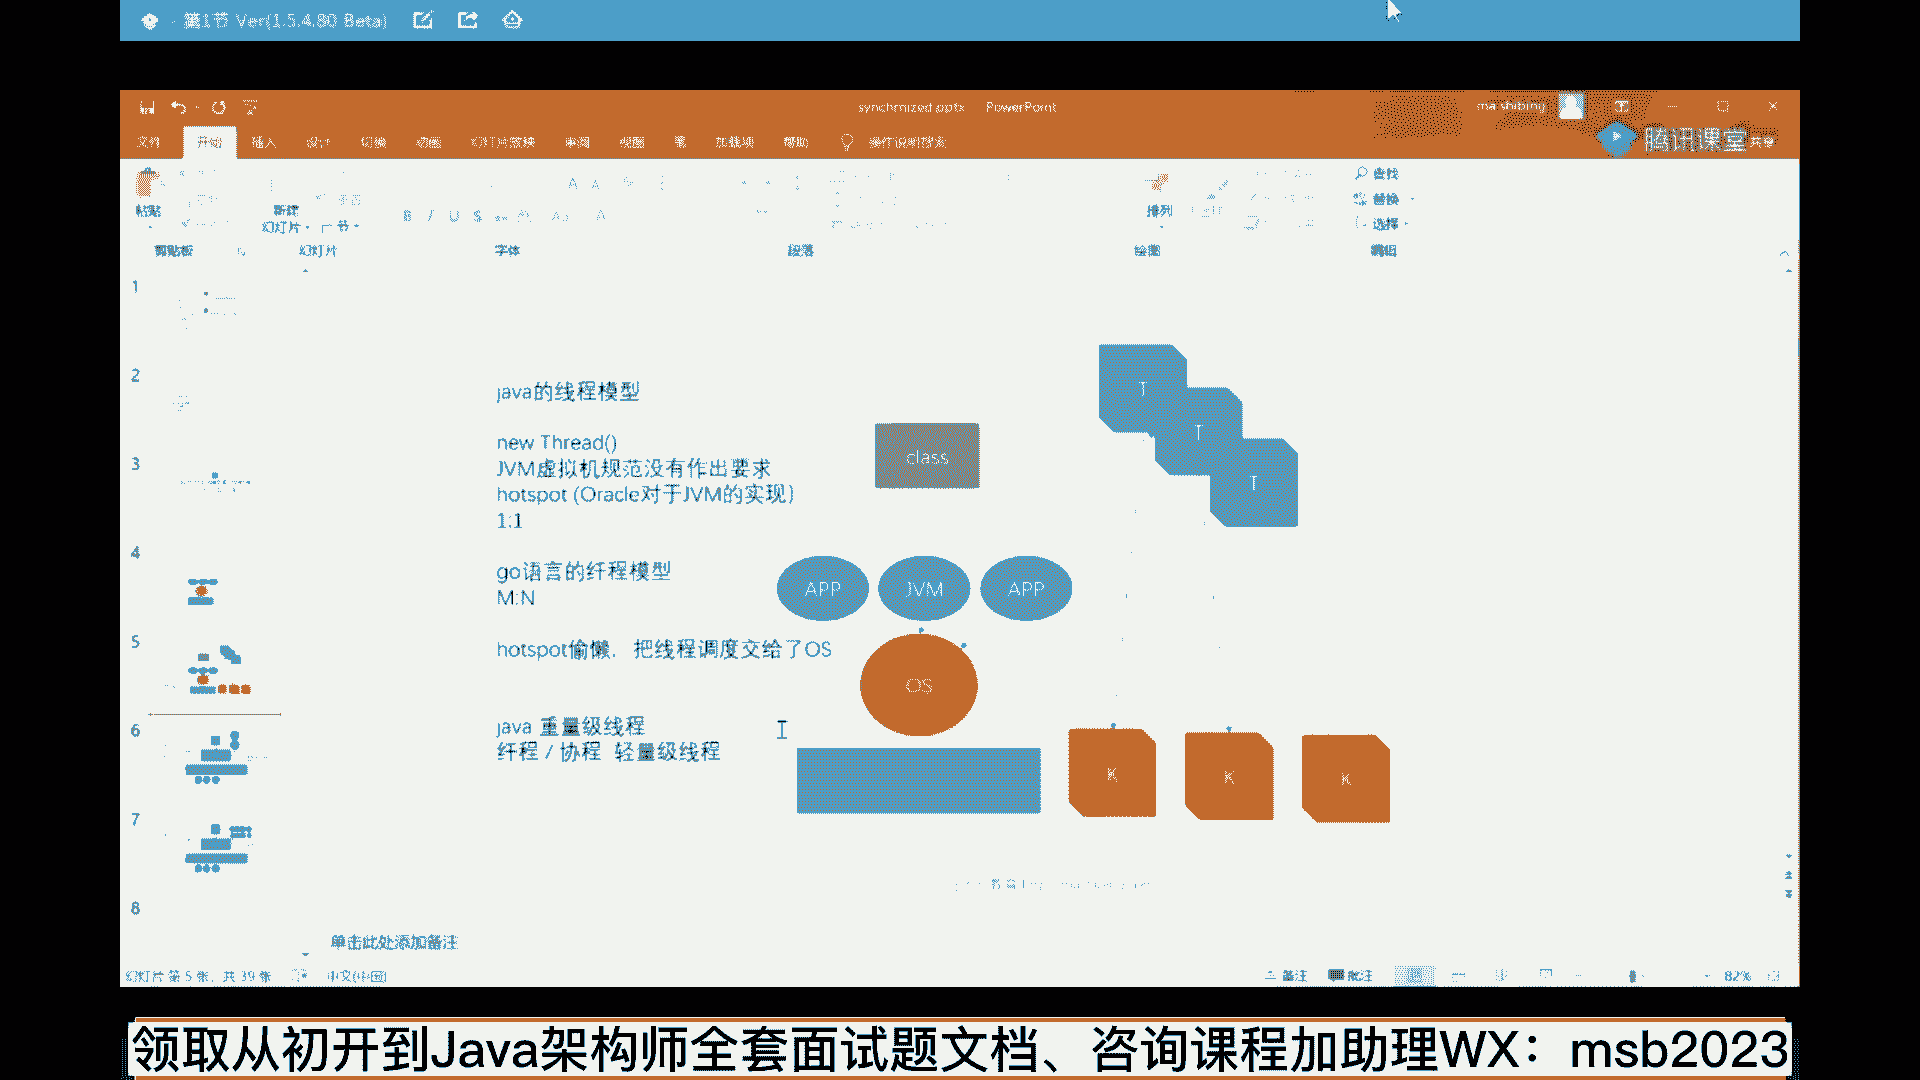 第1节 Ver(1.5.4.80 Beta)
synchronized.pptx - PowerPoint
ma shibing
文件 开始 插入 设计 切换 动画 幻灯片放映 审阅 视图 笔 加载项 帮助 操作说明搜索
腾讯课堂 共享
粘贴
新建
幻灯片
节
排列
查找
替换
选择
剪贴板 幻灯片 字体 段落 绘图 编辑
1
2
3
4
5
6
7
8
java的线程模型
new Thread()
JVM虚拟机规范没有作出要求
hotspot (Oracle对于JVM的实现)
1:1
go语言的纤程模型
M:N
hotspot偷懒,把线程调度交给了OS
java 重量级线程
纤程 / 协程 轻量级线程
class
T
T
T
APP JVM APP
OS
K K K
单击此处添加备注
幻灯片 第 5 张,共 39 张 中文(中国) 备注 批注 82%
领取从初开到Java架构师全套面试题文档、咨询课程加助理WX:msb2023